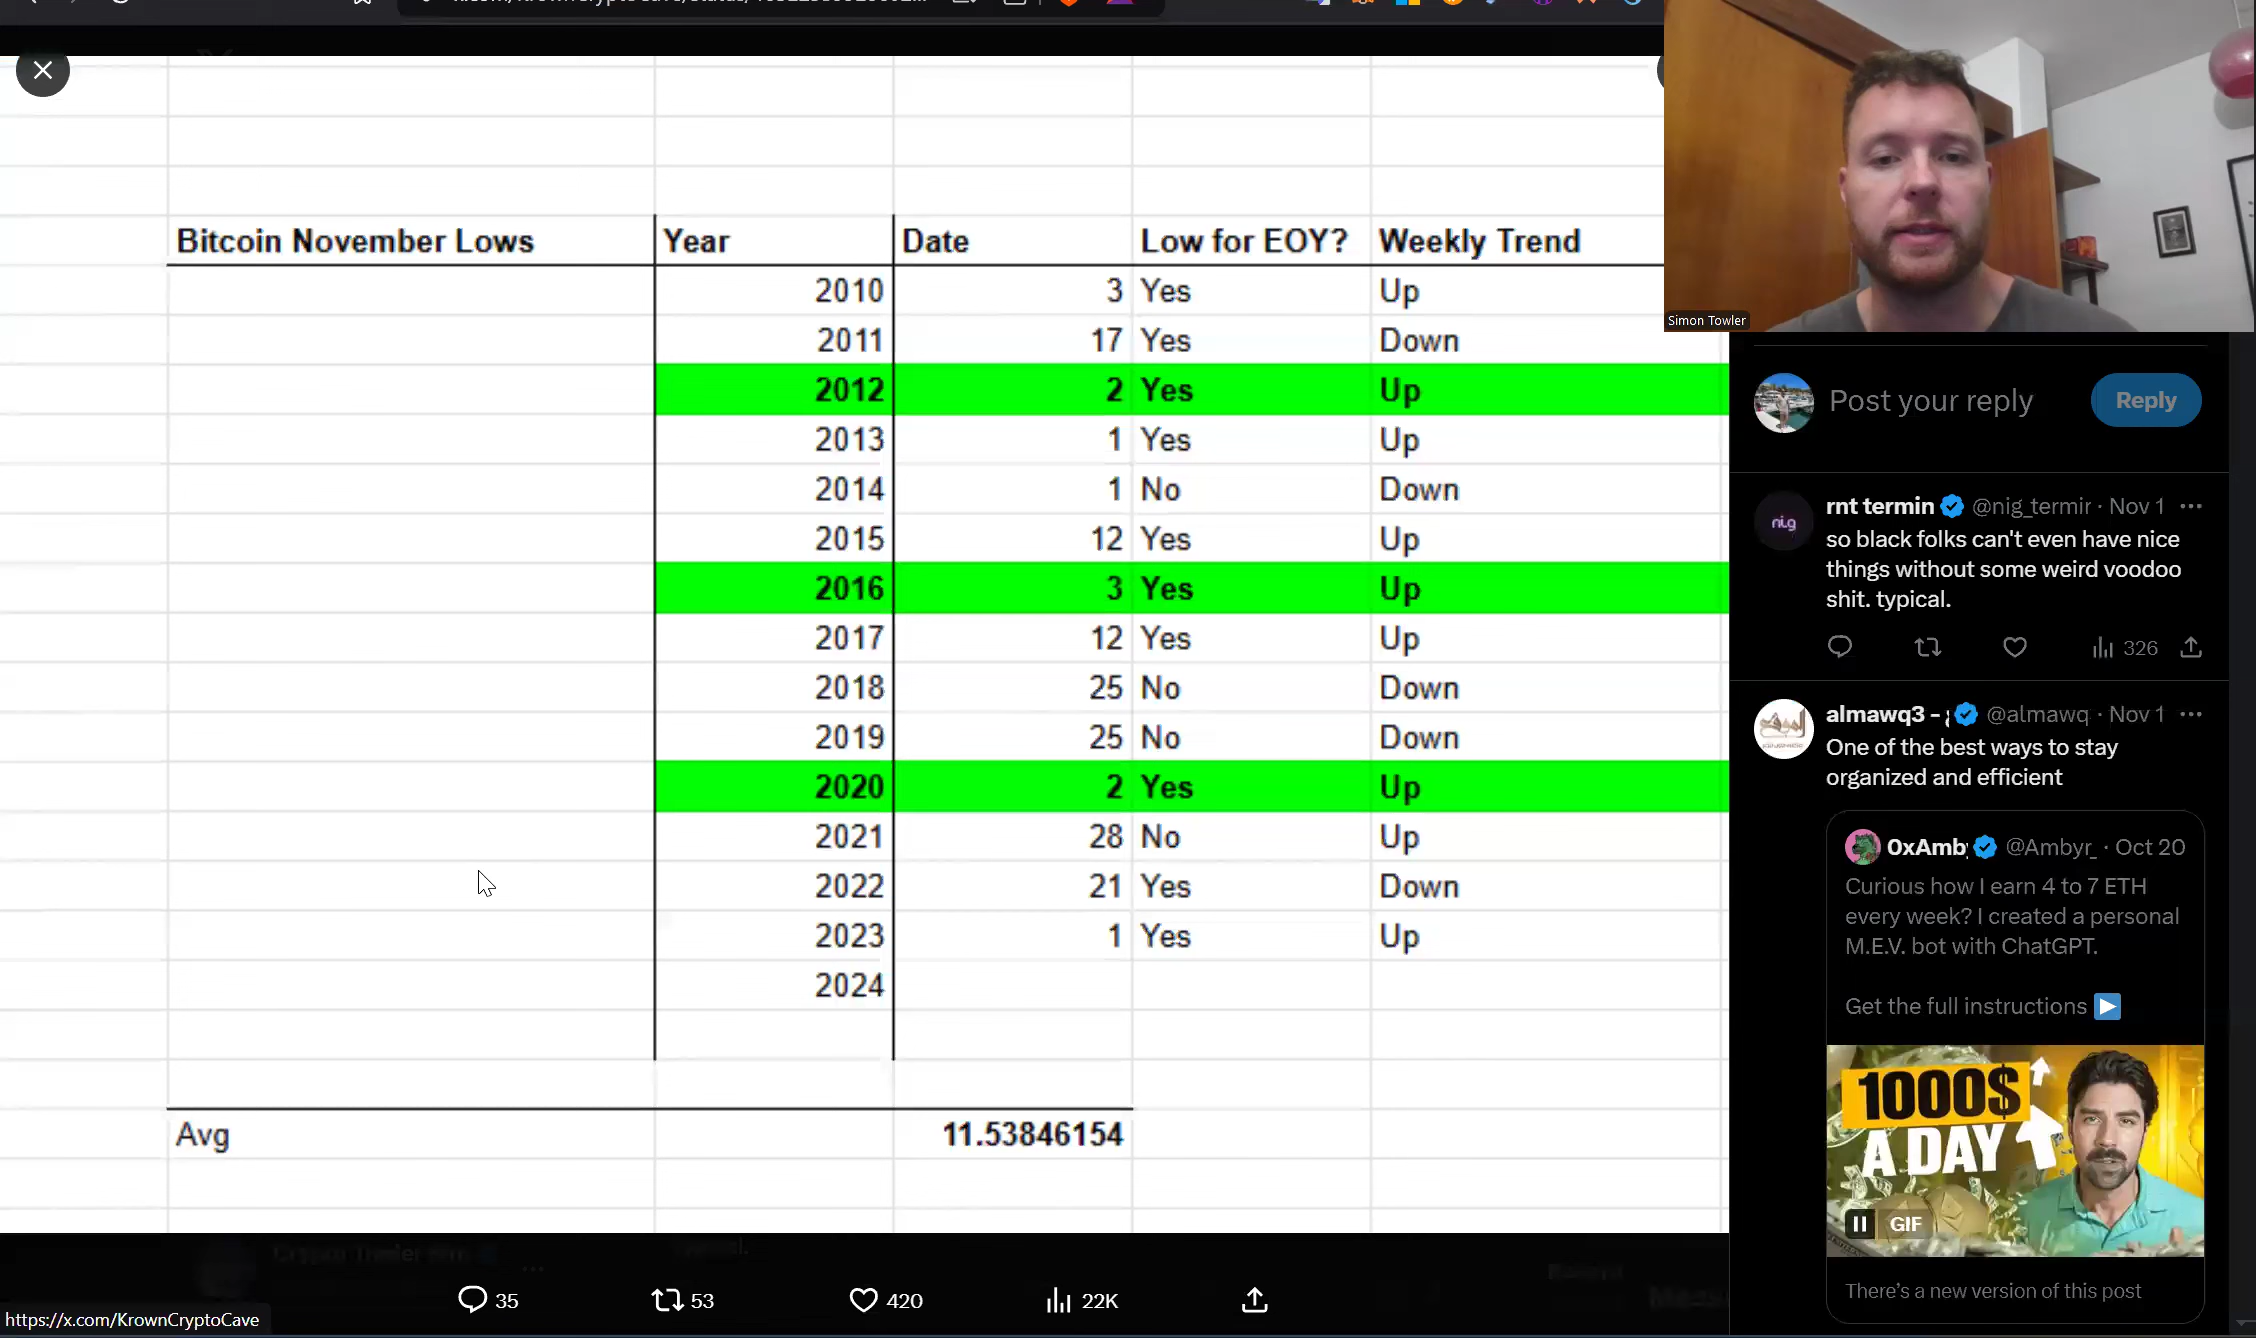 Bitcoin November Lows Year Date Low for EOY? Weekly Trend
2010 3 Yes Up
2011 17 Yes Down
2012 2 Yes Up
2013 1 Yes Up
2014 1 No Down
2015 12 Yes Up
2016 3 Yes Up
2017 12 Yes Up
2018 25 No Down
2019 25 No Down
2020 2 Yes Up
2021 28 No Up
2022 21 Yes Down
2023 1 Yes Up
2024
Avg 11.53846154
35 53 420 22K
https://x.com/KrownCryptoCave
Simon Towler
Post your reply Reply
rnt termin @nig_termir · Nov 1
nig
so black folks can't even have nice
things without some weird voodoo
shit. typical.
326
almawq3 - @almawq · Nov 1
One of the best ways to stay
organized and efficient
0xAmby @Ambyr_ · Oct 20
Curious how I earn 4 to 7 ETH
every week? I created a personal
M.E.V. bot with ChatGPT.
Get the full instructions
1000$
A DAY
GIF
There's a new version of this post